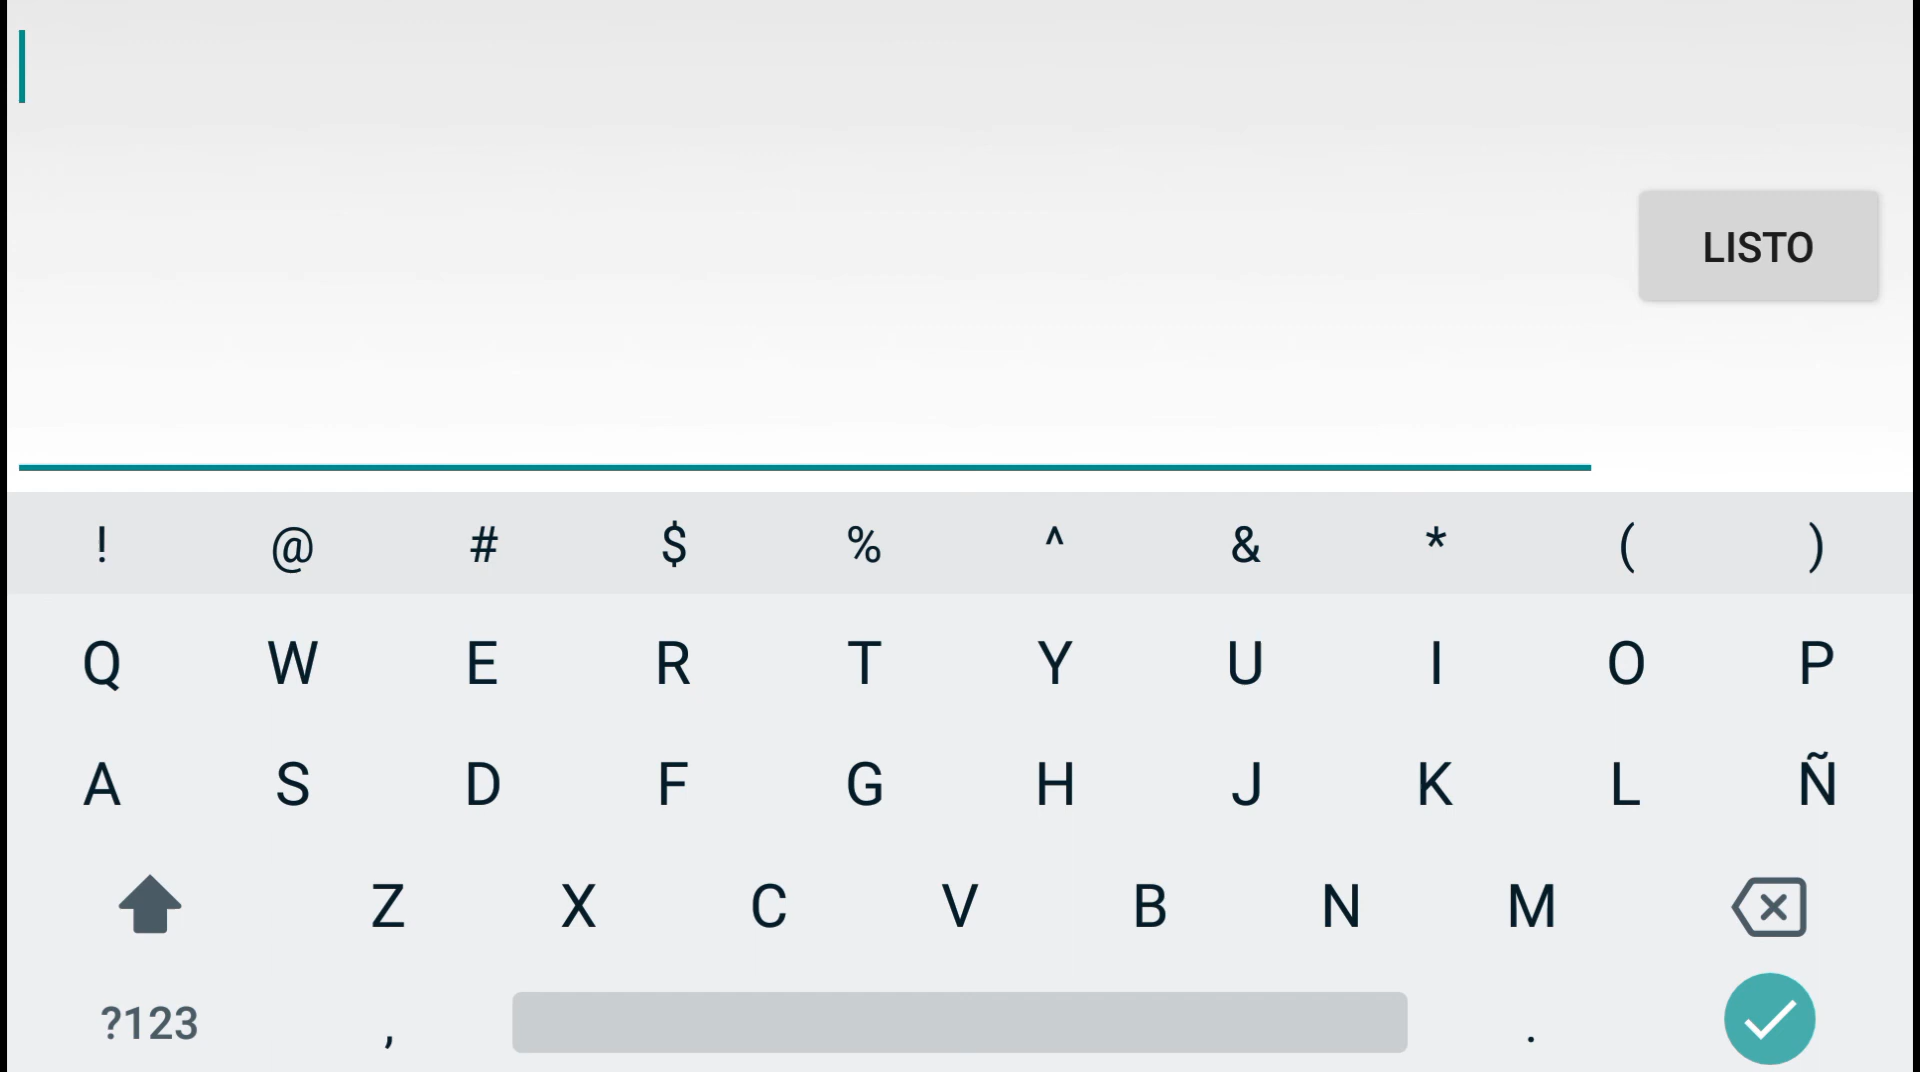 LISTO
! @ # $ % ^ & * ( )
Q W E R T Y U I O P
A S D F G H J K L Ñ
Z X C V B N M
?123 , .